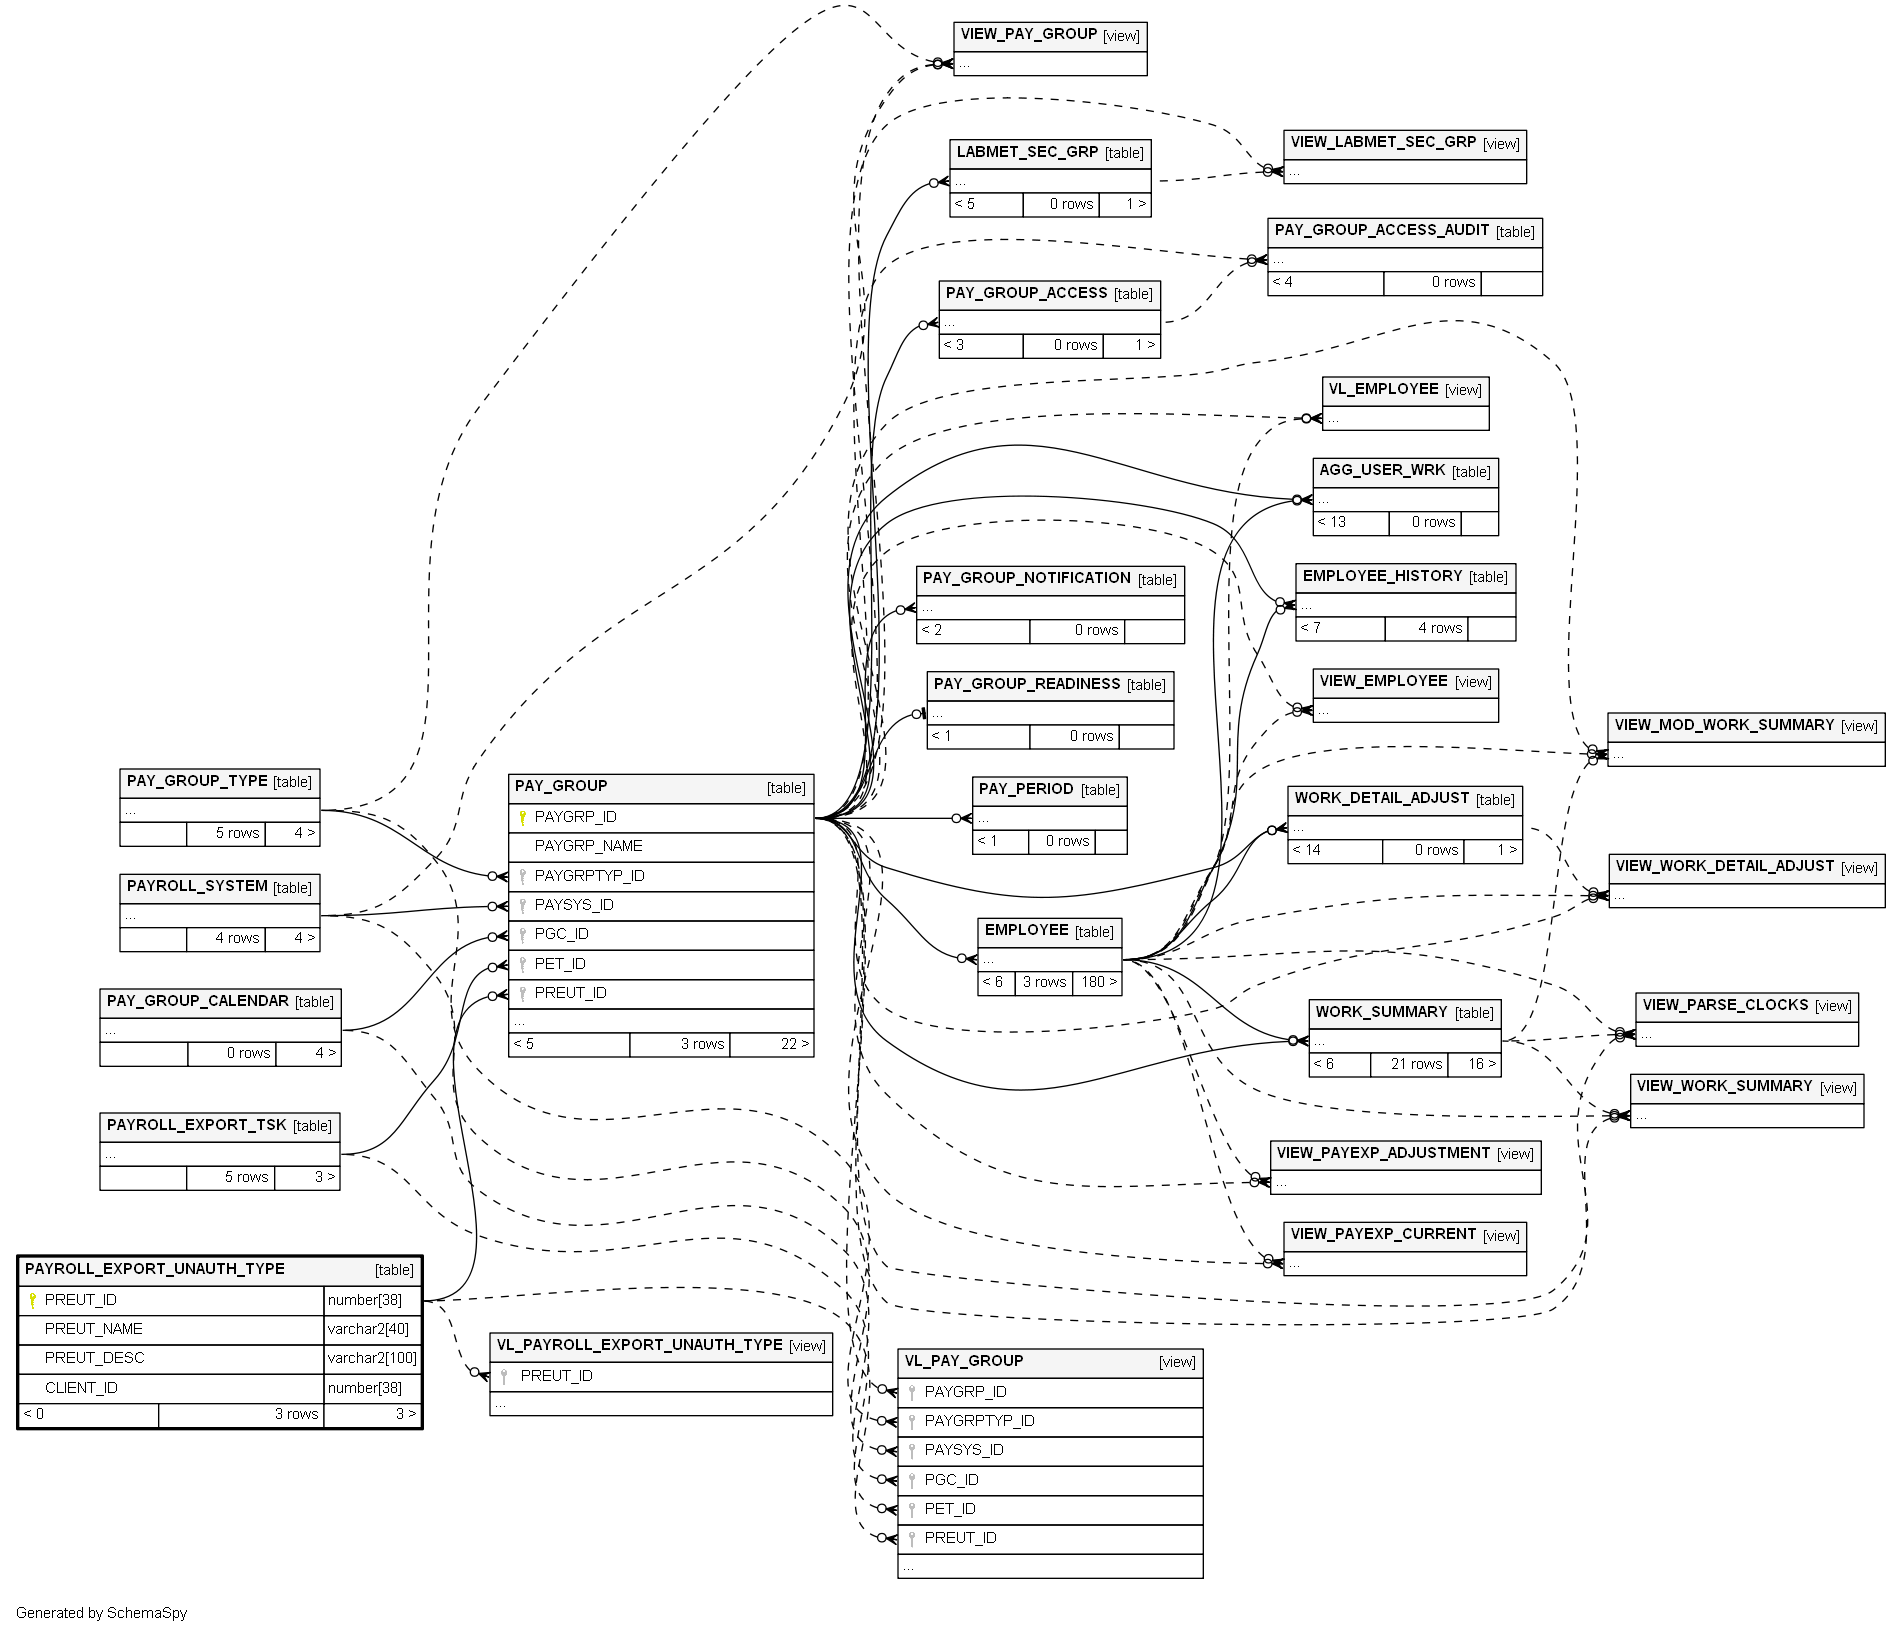 VIEW_PAY_GROUP [view]
...
VIEW_LABMET_SEC_GRP [view]
...
LABMET_SEC_GRP [table]
...
< 5 0 rows 1 >
PAY_GROUP_ACCESS_AUDIT [table]
...
< 4 0 rows
PAY_GROUP_ACCESS [table]
...
< 3 0 rows 1 >
VL_EMPLOYEE [view]
...
AGG_USER_WRK [table]
...
< 13 0 rows
EMPLOYEE_HISTORY [table]
...
< 7 4 rows
PAY_GROUP_NOTIFICATION [table]
...
< 2 0 rows
VIEW_EMPLOYEE [view]
...
PAY_GROUP_READINESS [table]
...
< 1 0 rows
VIEW_MOD_WORK_SUMMARY [view]
...
PAY_GROUP_TYPE [table]
...
5 rows 4 >
PAY_GROUP [table]
PAYGRP_ID
PAYGRP_NAME
PAYGRPTYP_ID
PAYSYS_ID
PGC_ID
PET_ID
PREUT_ID
...
< 5 3 rows 22 >
PAY_PERIOD [table]
...
< 1 0 rows
WORK_DETAIL_ADJUST [table]
...
< 14 0 rows 1 >
VIEW_WORK_DETAIL_ADJUST [view]
...
PAYROLL_SYSTEM [table]
...
4 rows 4 >
EMPLOYEE [table]
...
< 6 3 rows 180 >
PAY_GROUP_CALENDAR [table]
...
0 rows 4 >
WORK_SUMMARY [table]
...
< 6 21 rows 16 >
VIEW_PARSE_CLOCKS [view]
...
VIEW_WORK_SUMMARY [view]
...
PAYROLL_EXPORT_TSK [table]
...
5 rows 3 >
VIEW_PAYEXP_ADJUSTMENT [view]
...
VIEW_PAYEXP_CURRENT [view]
...
PAYROLL_EXPORT_UNAUTH_TYPE [table]
PREUT_ID number[38]
PREUT_NAME varchar2[40]
PREUT_DESC varchar2[100]
CLIENT_ID number[38]
< 0 3 rows 3 >
VL_PAYROLL_EXPORT_UNAUTH_TYPE [view]
PREUT_ID
...
VL_PAY_GROUP [view]
PAYGRP_ID
PAYGRPTYP_ID
PAYSYS_ID
PGC_ID
PET_ID
PREUT_ID
...
Generated by SchemaSpy